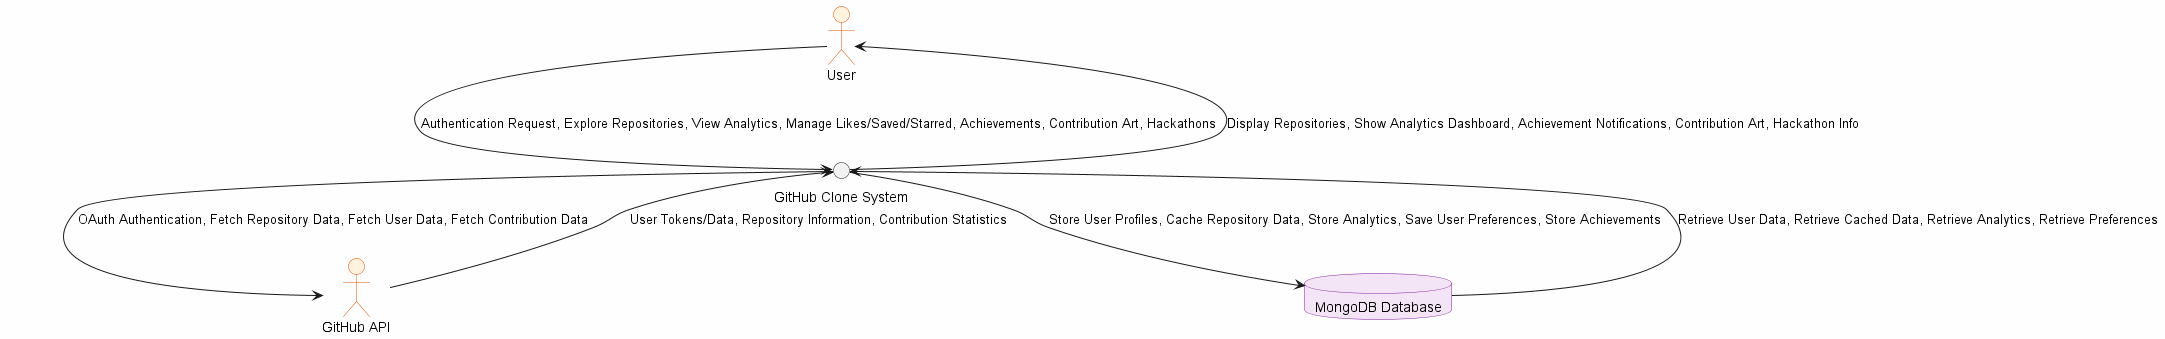 User
Authentication Request, Explore Repositories, View Analytics, Manage Likes/Saved/Starred, Achievements, Contribution Art, Hackathons
Display Repositories, Show Analytics Dashboard, Achievement Notifications, Contribution Art, Hackathon Info
GitHub Clone System
OAuth Authentication, Fetch Repository Data, Fetch User Data, Fetch Contribution Data
User Tokens/Data, Repository Information, Contribution Statistics
Store User Profiles, Cache Repository Data, Store Analytics, Save User Preferences, Store Achievements
Retrieve User Data, Retrieve Cached Data, Retrieve Analytics, Retrieve Preferences
GitHub API
MongoDB Database